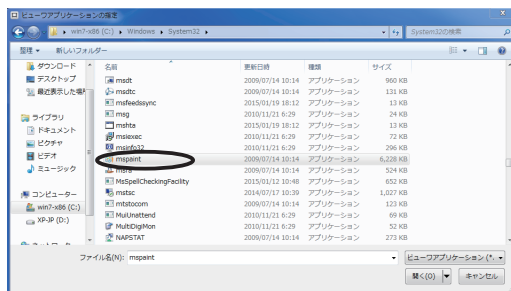 ビューワアプリケーションの指定
win7-x86 (C:) ▸ Windows ▸ System32 ▸
System32の検索
整理 ▼ 新しいフォルダー
ダウンロード
デスクトップ
最近表示した場所
ライブラリ
ドキュメント
ピクチャ
ビデオ
ミュージック
コンピューター
win7-x86 (C:)
XP-JP (D:)
名前 更新日時 種類 サイズ
msdt 2009/07/14 10:14 アプリケーション 960 KB
msdtc 2009/07/14 10:14 アプリケーション 131 KB
msfeedssync 2015/01/19 18:12 アプリケーション 13 KB
msg 2010/11/21 6:29 アプリケーション 24 KB
mshta 2015/01/19 18:12 アプリケーション 13 KB
msiexec 2010/11/21 6:29 アプリケーション 72 KB
msinfo32 2010/11/21 6:29 アプリケーション 296 KB
mspaint 2009/07/14 10:14 アプリケーション 6,228 KB
msra 2009/07/14 10:14 アプリケーション 524 KB
MsSpellCheckingFacility 2015/01/12 10:48 アプリケーション 652 KB
mstsc 2014/07/17 10:39 アプリケーション 1,027 KB
mtstocom 2009/07/14 10:14 アプリケーション 123 KB
MuiUnattend 2010/11/21 6:29 アプリケーション 69 KB
MultiDigiMon 2010/11/21 6:29 アプリケーション 52 KB
NAPSTAT 2009/07/14 10:14 アプリケーション 273 KB
ファイル名(N): mspaint
ビューワアプリケーション (*.
開く(O) キャンセル